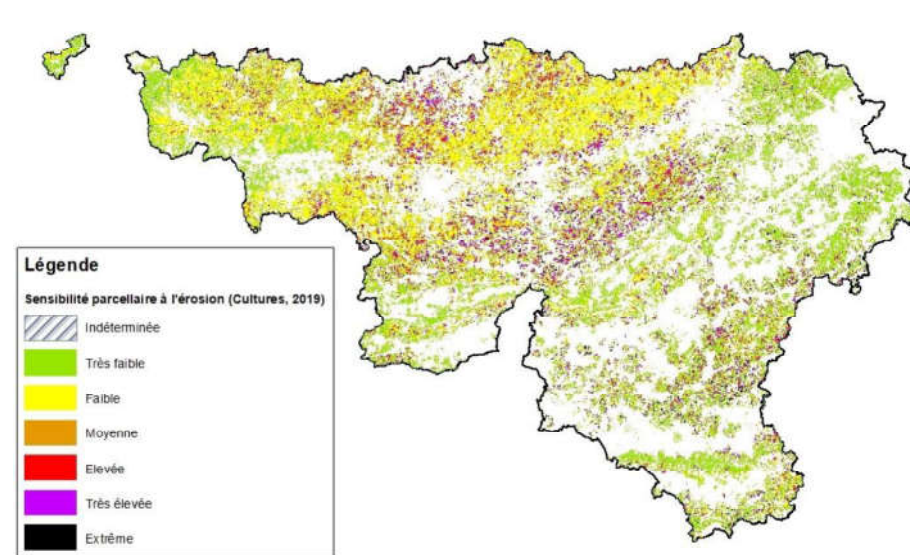 Légende
Sensibilité parcellaire à l'érosion (Cultures, 2019)
Indéterminée
Très faible
Faible
Moyenne
Elevée
Très élevée
Extrême